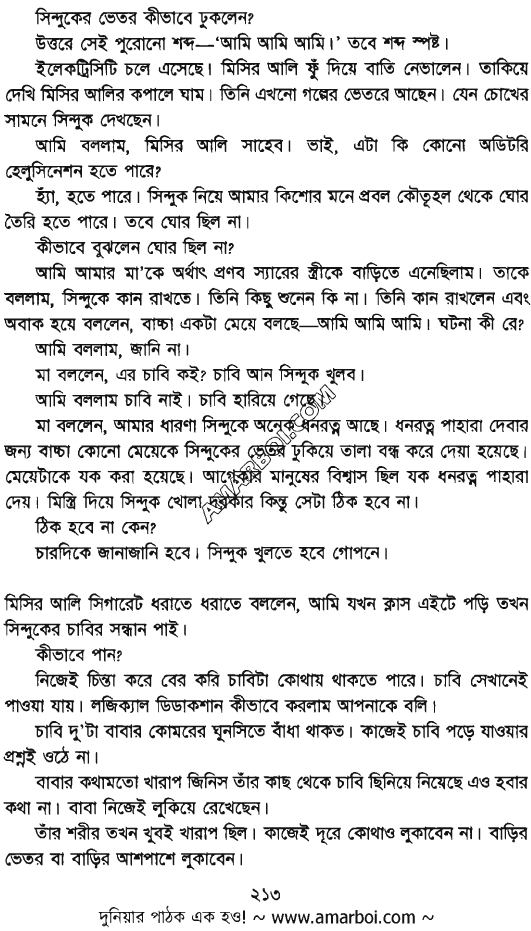 সিন্দুকের ভেতর কীভাবে ঢুকলেন?
উত্তরে সেই পুরোনো শব্দ—‘আমি আমি আমি।’ তবে শব্দ স্পষ্ট।
ইলেকট্রিসিটি চলে এসেছে। মিসির আলি ফুঁ দিয়ে বাতি নেভালেন। তাকিয়ে
দেখি মিসির আলির কপালে ঘাম। তিনি এখনো গল্পের ভেতরে আছেন। যেন চোখের
সামনে সিন্দুক দেখছেন।
আমি বললাম, মিসির আলি সাহেব। ভাই, এটা কি কোনো অডিটরি
হেলুসিনেশন হতে পারে?
হ্যাঁ, হতে পারে। সিন্দুক নিয়ে আমার কিশোর মনে প্রবল কৌতূহল থেকে ঘোর
তৈরি হতে পারে। তবে ঘোর ছিল না।
কীভাবে বুঝলেন ঘোর ছিল না?
আমি আমার মা’কে অর্থাৎ প্রণব স্যারের স্ত্রীকে বাড়িতে এনেছিলাম। তাকে
বললাম, সিন্দুকে কান রাখতে। তিনি কিছু শুনেন কি না। তিনি কান রাখলেন এবং
অবাক হয়ে বললেন, বাচ্চা একটা মেয়ে বলছে—আমি আমি আমি। ঘটনা কী রে?
আমি বললাম, জানি না।
মা বললেন, এর চাবি কই? চাবি আন সিন্দুক খুলব।
আমি বললাম চাবি নাই। চাবি হারিয়ে গেছে।
মা বললেন, আমার ধারণা সিন্দুকে অনেক ধনরত্ন আছে। ধনরত্ন পাহারা দেবার
জন্য বাচ্চা কোনো মেয়েকে সিন্দুকের ভেতর ঢুকিয়ে তালা বন্ধ করে দেয়া হয়েছে।
মেয়েটাকে যক করা হয়েছে। আগেকার মানুষের বিশ্বাস ছিল যক ধনরত্ন পাহারা
দেয়। মিস্ত্রি দিয়ে সিন্দুক খোলা দরকার কিন্তু সেটা ঠিক হবে না।
ঠিক হবে না কেন?
চারদিকে জানাজানি হবে। সিন্দুক খুলতে হবে গোপনে।
মিসির আলি সিগারেট ধরাতে ধরাতে বললেন, আমি যখন ক্লাস এইটে পড়ি তখন
সিন্দুকের চাবির সন্ধান পাই।
কীভাবে পান?
নিজেই চিন্তা করে বের করি চাবিটা কোথায় থাকতে পারে। চাবি সেখানেই
পাওয়া যায়। লজিক্যাল ডিডাকশান কীভাবে করলাম আপনাকে বলি।
চাবি দু’টা বাবার কোমরের ঘুনসিতে বাঁধা থাকত। কাজেই চাবি পড়ে যাওয়ার
প্রশ্নই ওঠে না।
বাবার কথামতো খারাপ জিনিস তাঁর কাছ থেকে চাবি ছিনিয়ে নিয়েছে এও হবার
কথা না। বাবা নিজেই লুকিয়ে রেখেছেন।
তাঁর শরীর তখন খুবই খারাপ ছিল। কাজেই দূরে কোথাও লুকাবেন না। বাড়ির
ভেতর বা বাড়ির আশপাশে লুকাবেন।
২১৩
দুনিয়ার পাঠক এক হও! ~ www.amarboi.com ~
AMARBOI.COM